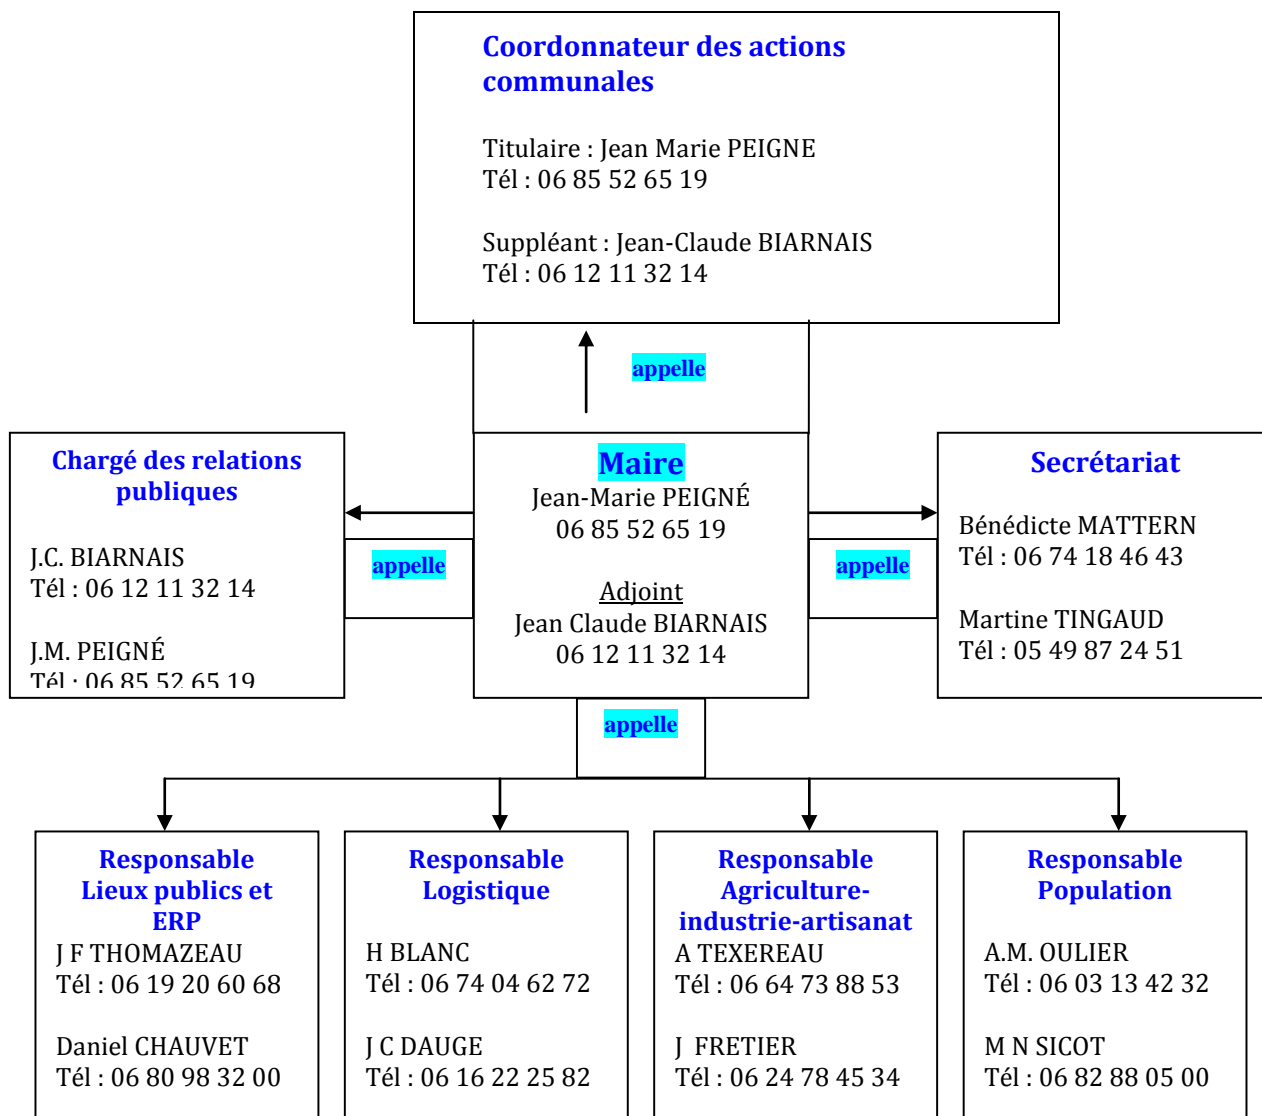 Coordonnateur des actions
communales
Titulaire : Jean Marie PEIGNE
Tél : 06 85 52 65 19
Suppléant : Jean-Claude BIARNAIS
Tél : 06 12 11 32 14
appelle
Chargé des relations
publiques
J.C. BIARNAIS
Tél : 06 12 11 32 14
J.M. PEIGNÉ
Tél : 06 85 52 65 19
appelle
Maire
Jean-Marie PEIGNÉ
06 85 52 65 19
Adjoint
Jean Claude BIARNAIS
06 12 11 32 14
appelle
Secrétariat
Bénédicte MATTERN
Tél : 06 74 18 46 43
Martine TINGAUD
Tél : 05 49 87 24 51
appelle
Responsable
Lieux publics et
ERP
J F THOMAZEAU
Tél : 06 19 20 60 68
Daniel CHAUVET
Tél : 06 80 98 32 00
Responsable
Logistique
H BLANC
Tél : 06 74 04 62 72
J C DAUGE
Tél : 06 16 22 25 82
Responsable
Agriculture-
industrie-artisanat
A TEXEREAU
Tél : 06 64 73 88 53
J FRETIER
Tél : 06 24 78 45 34
Responsable
Population
A.M. OULIER
Tél : 06 03 13 42 32
M N SICOT
Tél : 06 82 88 05 00